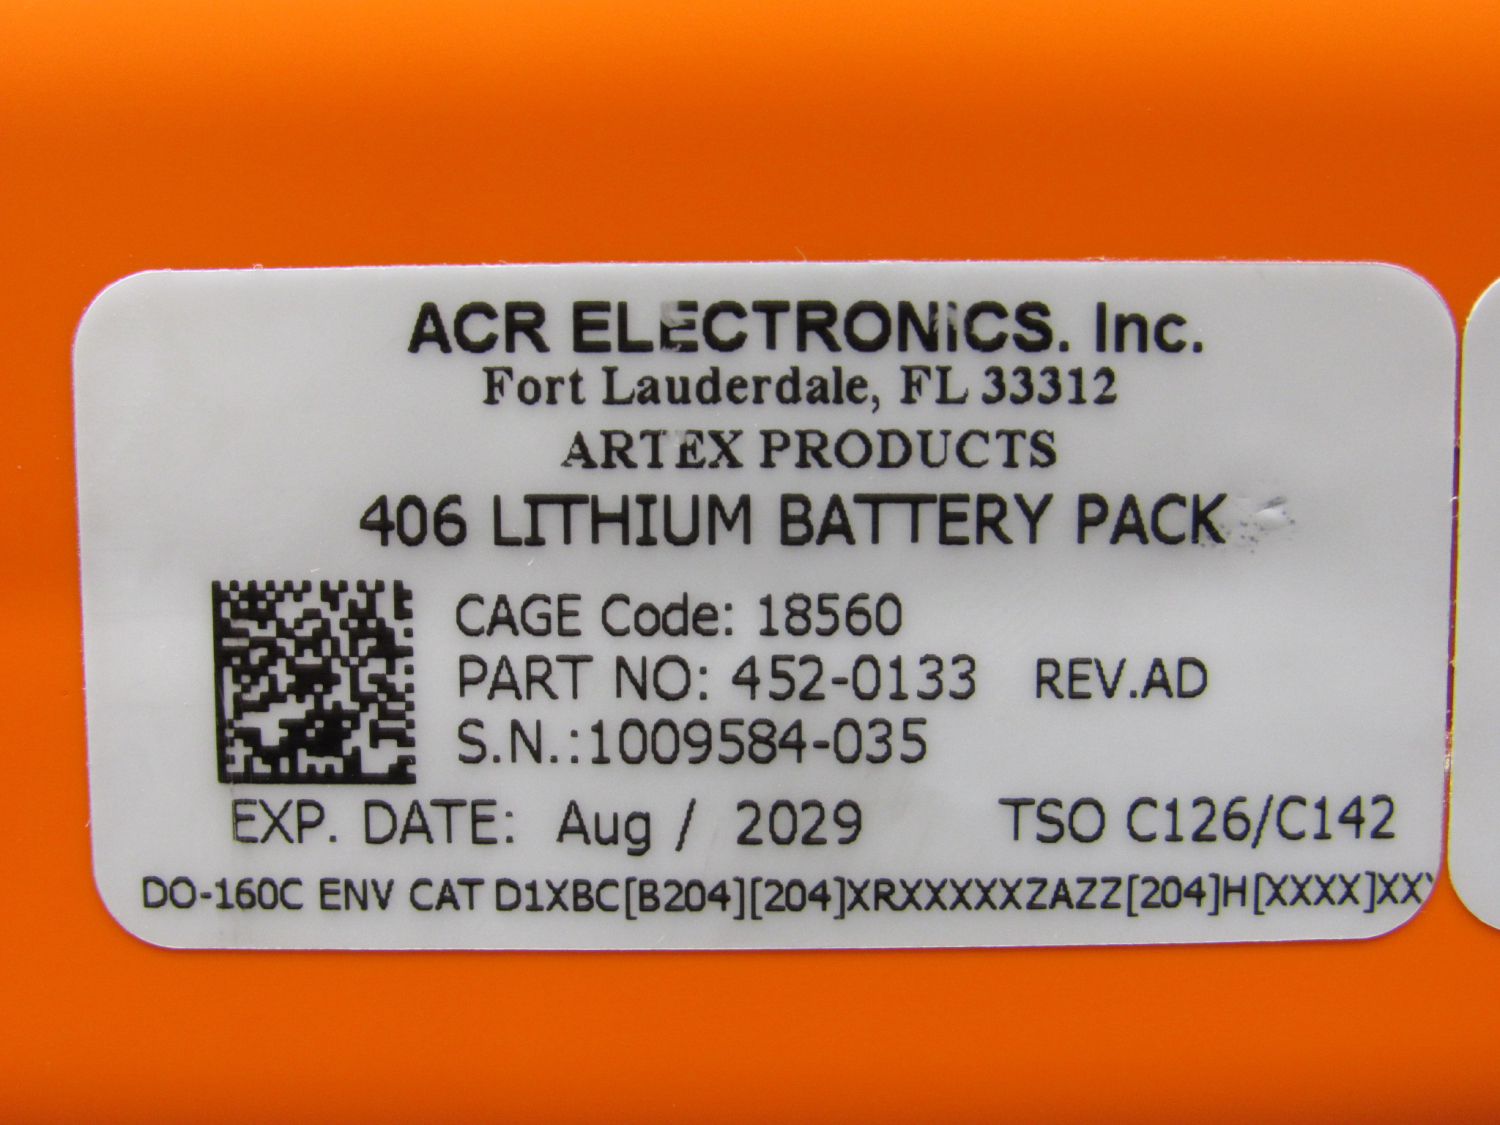 ACR ELECTRONICS. Inc.
Fort Lauderdale, FL 33312
ARTEX PRODUCTS
406 LITHIUM BATTERY PACK
CAGE Code: 18560
PART NO: 452-0133 REV.AD
S.N.:1009584-035
EXP. DATE: Aug / 2029 TSO C126/C142
DO-160C ENV CAT D1XBC[B204][204]XRXXXXXZAZZ[204]H[XXXX]XX